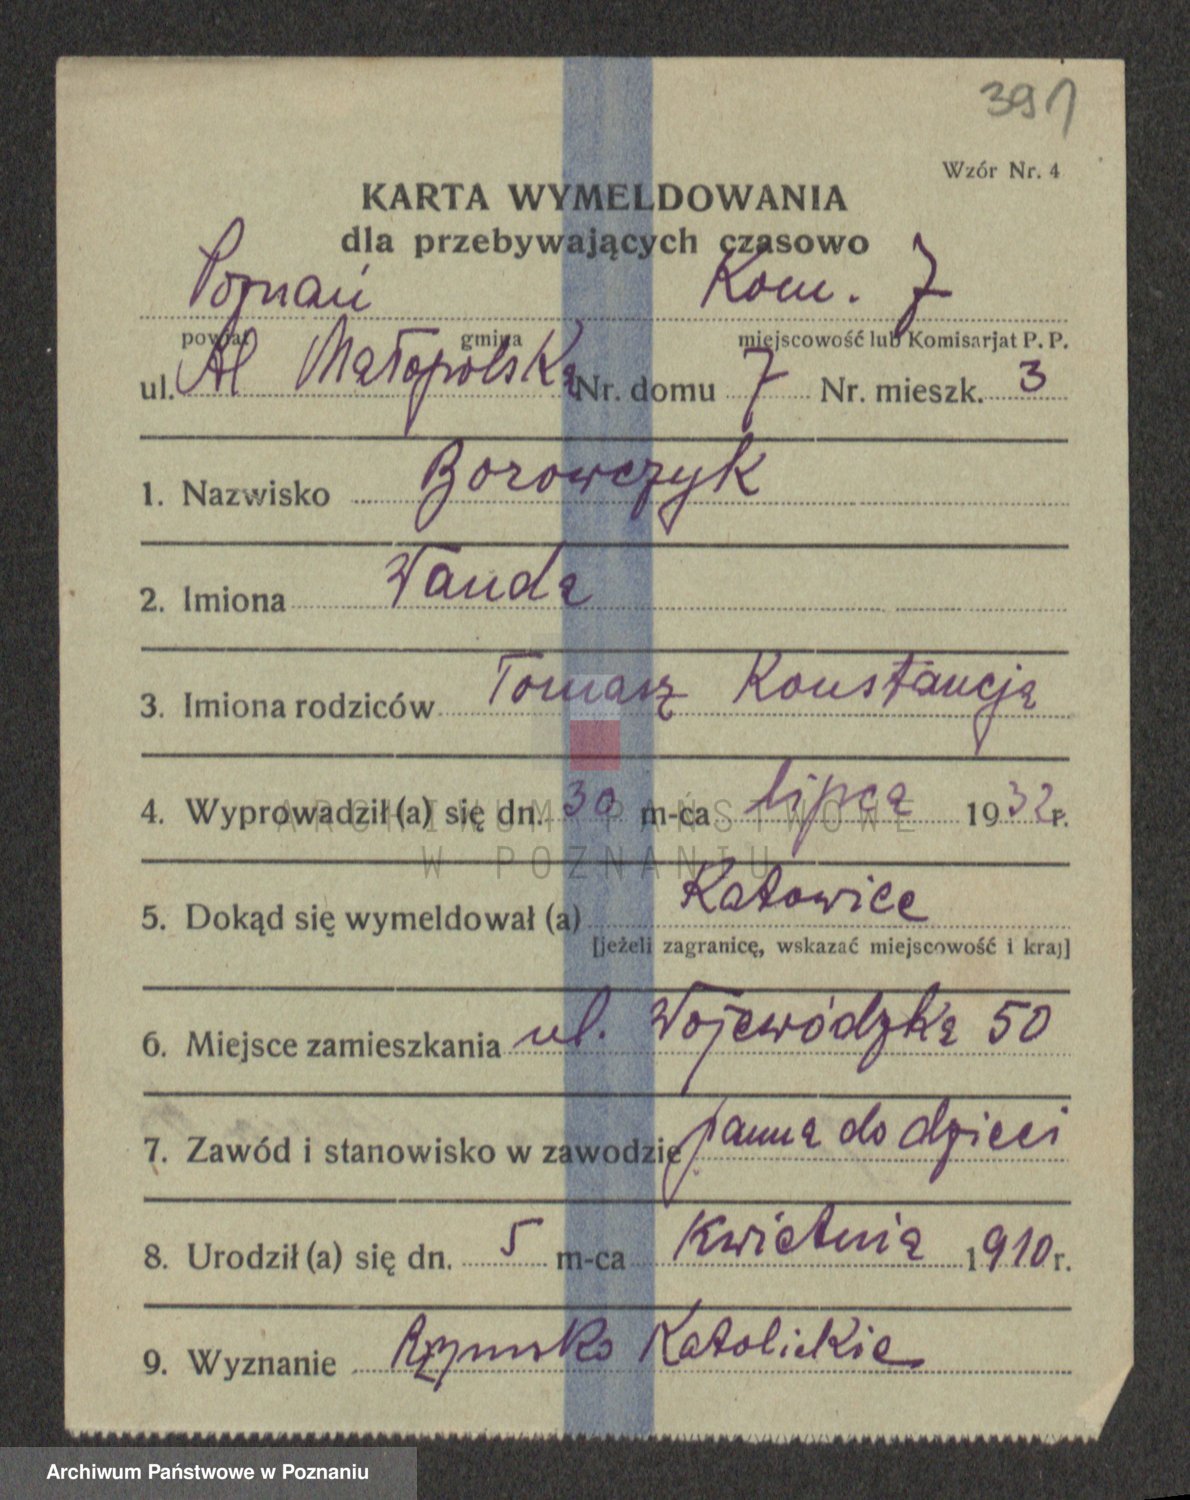 391
Wzór Nr. 4
KARTA WYMELDOWANIA
dla przebywających czasowo
Poznań Kom. 7
powiat gmina miejscowość lub Komisarjat P. P.
ul. Al Małopolska Nr. domu 7 Nr. mieszk. 3
1. Nazwisko Borowczyk
2. Imiona Wanda
3. Imiona rodziców Tomasz Konstancja
4. Wyprowadził (a) się dn. 30 m-ca lipca 1932 r.
ARCHIWUM PAŃSTWOWE
W POZNANIU
5. Dokąd się wymeldował (a) Katowice
[jeżeli zagranicę, wskazać miejscowość i kraj]
6. Miejsce zamieszkania ul. Wojewódzka 50
7. Zawód i stanowisko w zawodzie panna do dzieci
8. Urodził (a) się dn. 5 m-ca kwietnia 1910 r.
9. Wyznanie Rzymsko Katolickie
Archiwum Państwowe w Poznaniu